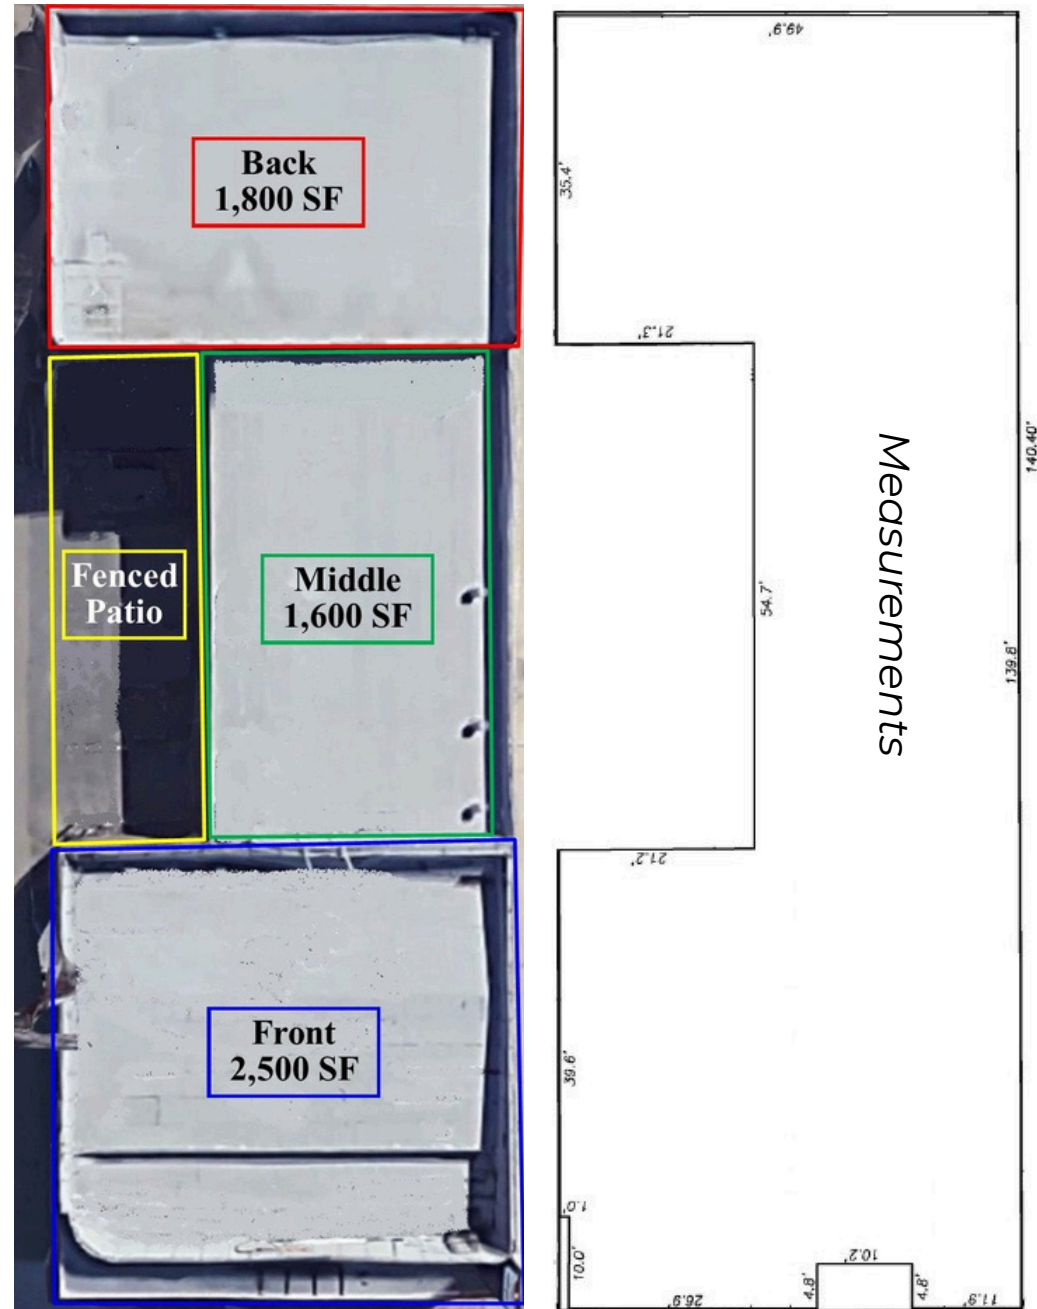 Back
1,800 SF
Fenced
Patio
Middle
1,600 SF
Front
2,500 SF
49.9'
35.4'
21.3'
140.40'
Measurements
54.7'
139.8'
21.2'
39.6'
1.0'
10.0'
10.2'
4.8'
4.8'
26.9'
11.9'